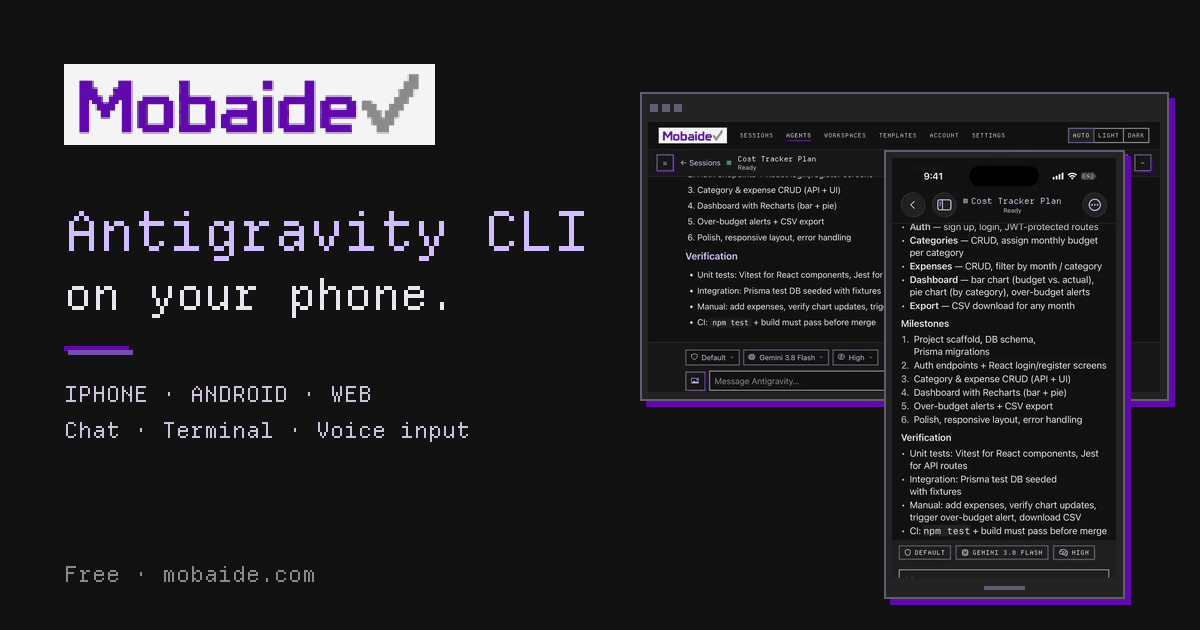 Mobaide✓
Antigravity CLI
on your phone.
IPHONE · ANDROID · WEB
Chat · Terminal · Voice input
Free · mobaide.com
Mobaide✓ SESSIONS AGENTS WORKSPACES TEMPLATES ACCOUNT SETTINGS AUTO LIGHT DARK
← Sessions Cost Tracker Plan
Ready
3. Category & expense CRUD (API + UI)
4. Dashboard with Recharts (bar + pie)
5. Over-budget alerts + CSV export
6. Polish, responsive layout, error handling
Verification
• Unit tests: Vitest for React components, Jest for
• Integration: Prisma test DB seeded with fixtures
• Manual: add expenses, verify chart updates, trig
• CI: npm test + build must pass before merge
Default Gemini 3.8 Flash High
Message Antigravity...
9:41
Cost Tracker Plan
Ready
• Auth — sign up, login, JWT-protected routes
• Categories — CRUD, assign monthly budget
per category
• Expenses — CRUD, filter by month / category
• Dashboard — bar chart (budget vs. actual),
pie chart (by category), over-budget alerts
• Export — CSV download for any month
Milestones
1. Project scaffold, DB schema,
Prisma migrations
2. Auth endpoints + React login/register screens
3. Category & expense CRUD (API + UI)
4. Dashboard with Recharts (bar + pie)
5. Over-budget alerts + CSV export
6. Polish, responsive layout, error handling
Verification
• Unit tests: Vitest for React components, Jest
for API routes
• Integration: Prisma test DB seeded
with fixtures
• Manual: add expenses, verify chart updates,
trigger over-budget alert, download CSV
• CI: npm test + build must pass before merge
DEFAULT GEMINI 3.8 FLASH HIGH